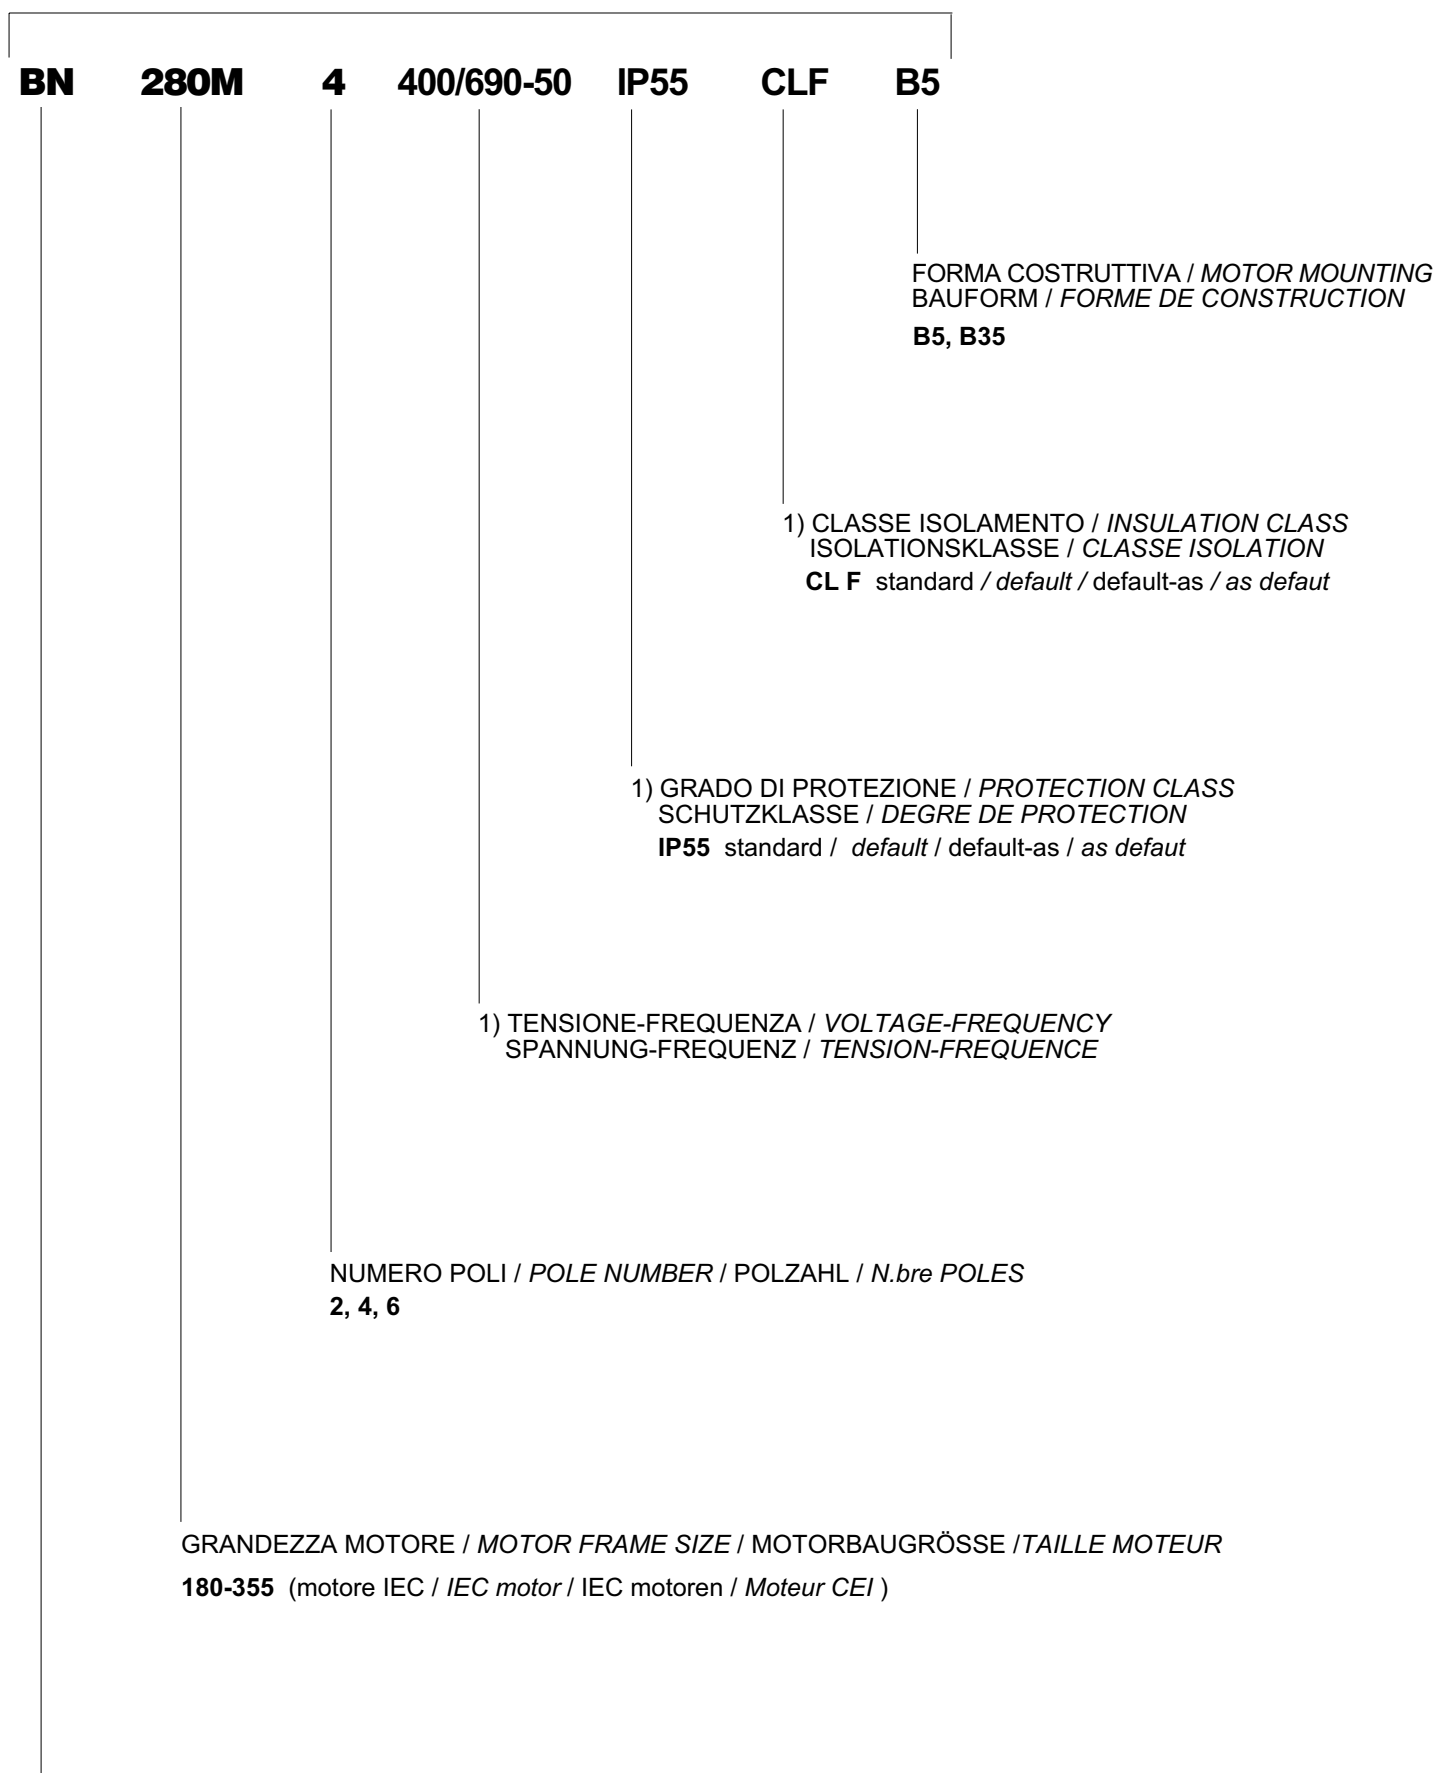 BN 280M 4 400/690-50 IP55 CLF B5
FORMA COSTRUTTIVA / MOTOR MOUNTING
BAUFORM / FORME DE CONSTRUCTION
B5, B35
1) CLASSE ISOLAMENTO / INSULATION CLASS
ISOLATIONSKLASSE / CLASSE ISOLATION
CL F standard / default / default-as / as defaut
1) GRADO DI PROTEZIONE / PROTECTION CLASS
SCHUTZKLASSE / DEGRE DE PROTECTION
IP55 standard / default / default-as / as defaut
1) TENSIONE-FREQUENZA / VOLTAGE-FREQUENCY
SPANNUNG-FREQUENZ / TENSION-FREQUENCE
NUMERO POLI / POLE NUMBER / POLZAHL / N.bre POLES
2, 4, 6
GRANDEZZA MOTORE / MOTOR FRAME SIZE / MOTORBAUGRÖSSE /TAILLE MOTEUR
180-355 (motore IEC / IEC motor / IEC motoren / Moteur CEI )